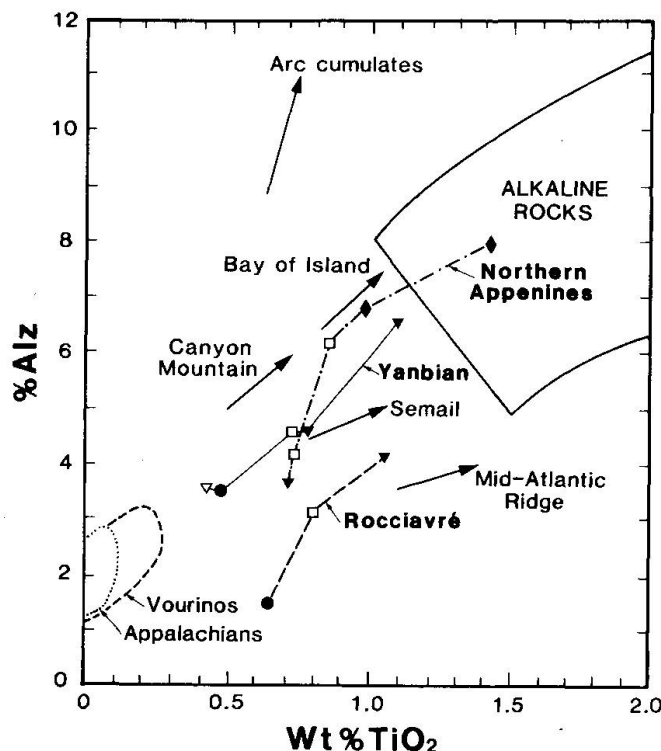 12
Arc cumulates
10
ALKALINE
ROCKS
8
Bay of Island
Northern
Appenines
%Alz
6
Canyon
Mountain
Yanbian
Semail
4
Mid-Atlantic
Ridge
Rocciavré
2
Vourinos
Appalachians
0
0
0.5
1.0
1.5
2.0
Wt%TiO₂